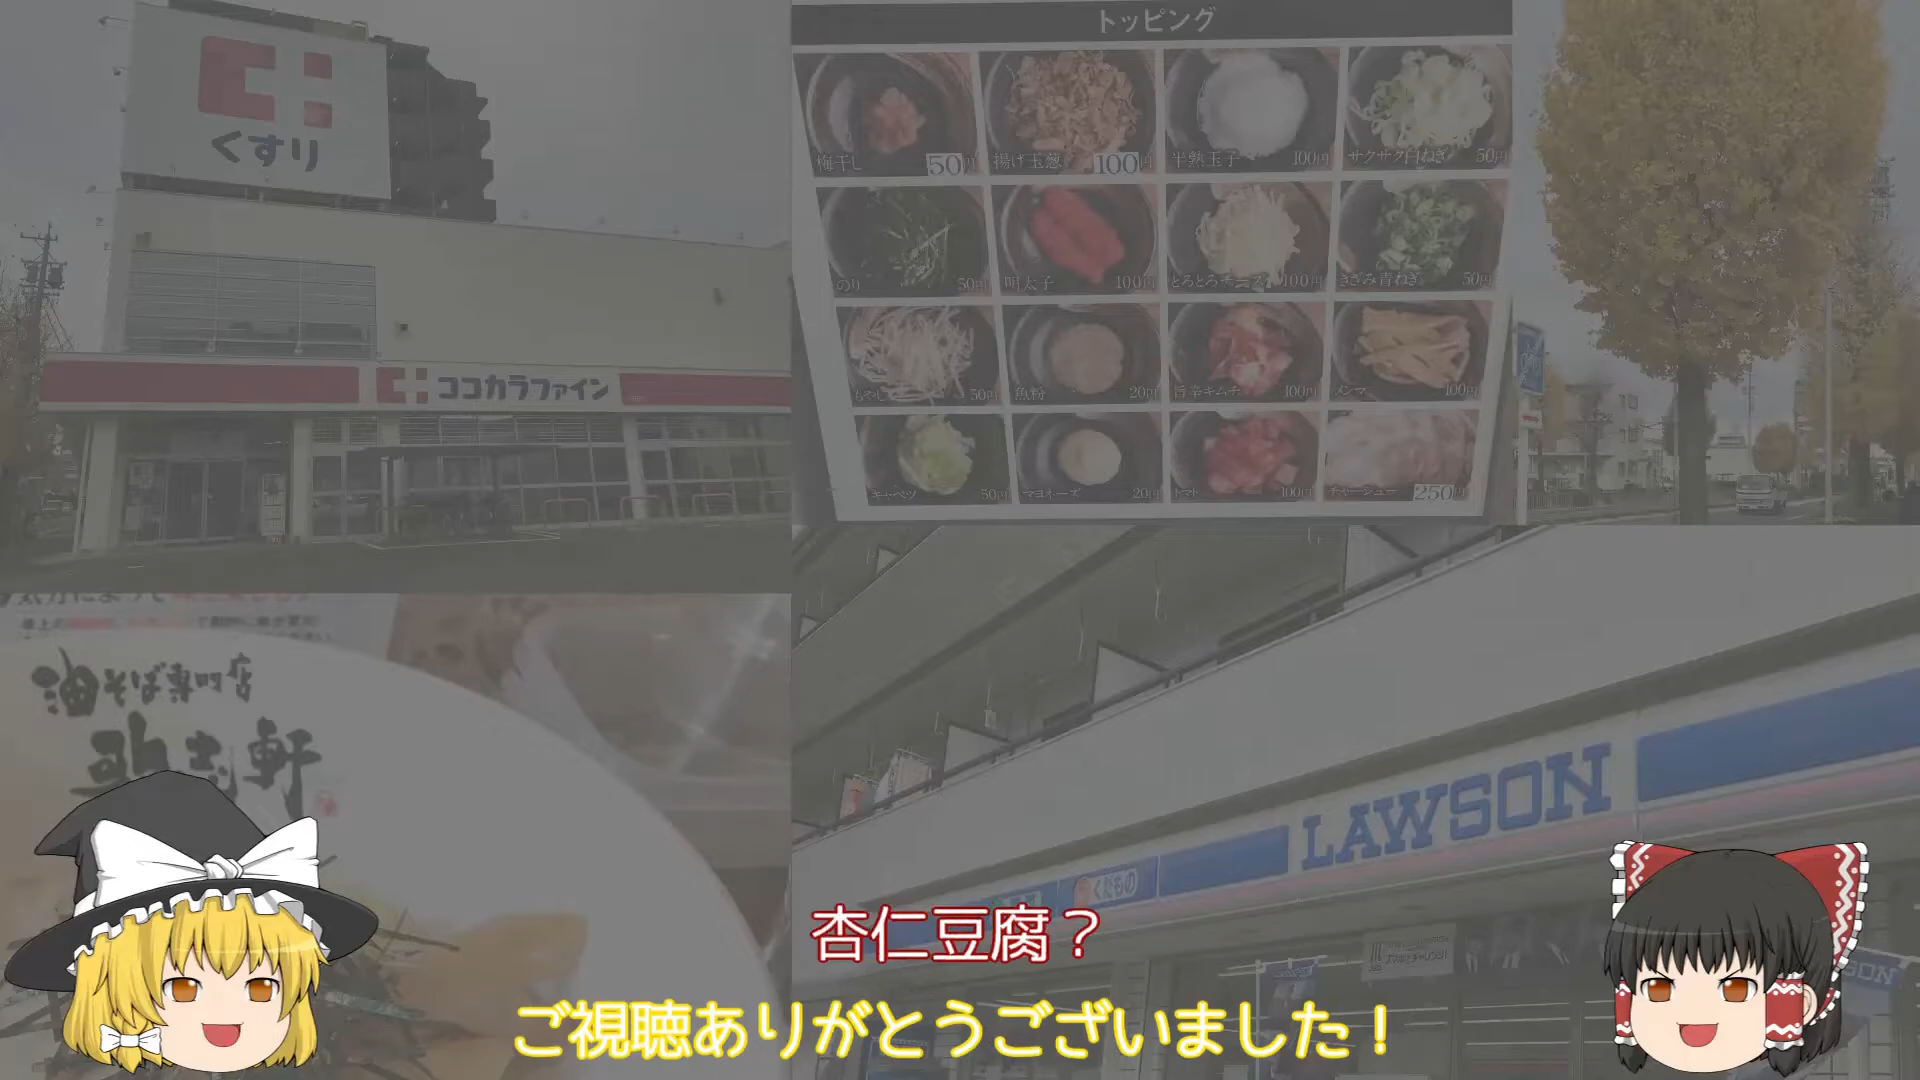 くすり
ココカラファイン
トッピング
梅干し 50円
揚げ玉葱 100円
半熟玉子 100円
サクサク白ねぎ 50円
のり 50円
明太子 100円
とろとろチーズ 100円
きざみ青ねぎ 50円
もやし 50円
魚粉 20円
旨辛キムチ 100円
メンマ 100円
キャベツ 50円
マヨネーズ 20円
トマト 100円
チャーシュー 250円
油そば専門店
歌志軒
LAWSON
くだもの
杏仁豆腐？
ご視聴ありがとうございました！